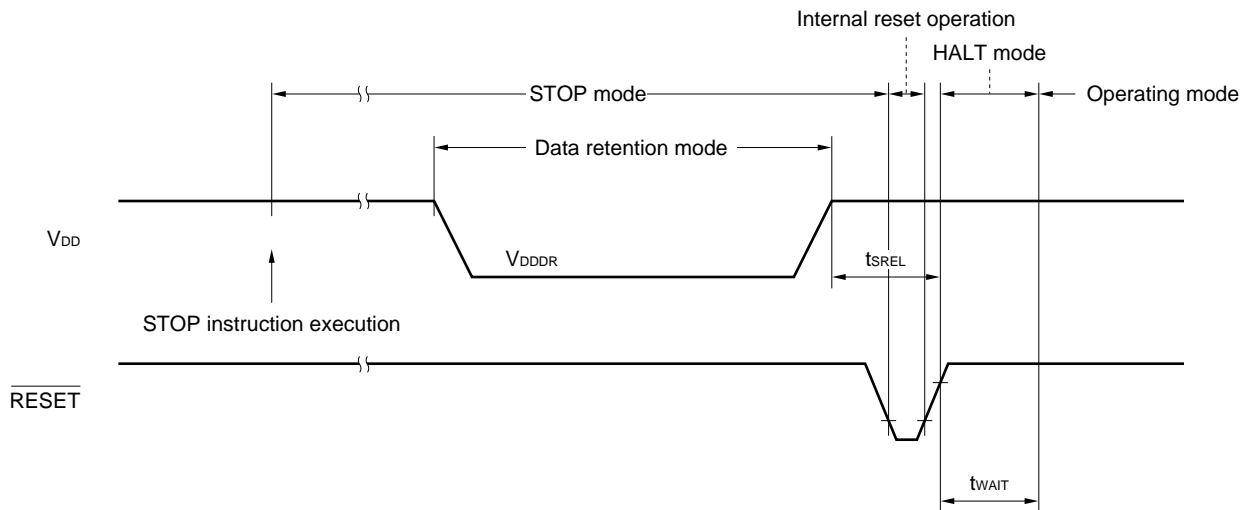 Internal reset operation
HALT mode
STOP mode
Operating mode
Data retention mode
VDD
VDDDR
tSREL
STOP instruction execution
RESET
tWAIT